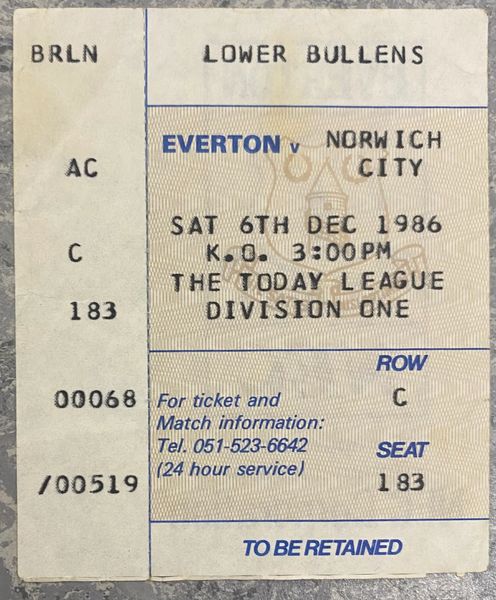 BRLN
AC
C
183
00068
/00519
LOWER BULLENS
EVERTON v NORWICH
CITY
SAT 6TH DEC 1986
K.O. 3:00PM
THE TODAY LEAGUE
DIVISION ONE
ROW
C
For ticket and
Match information:
Tel. 051-523-6642
(24 hour service)
SEAT
183
TO BE RETAINED